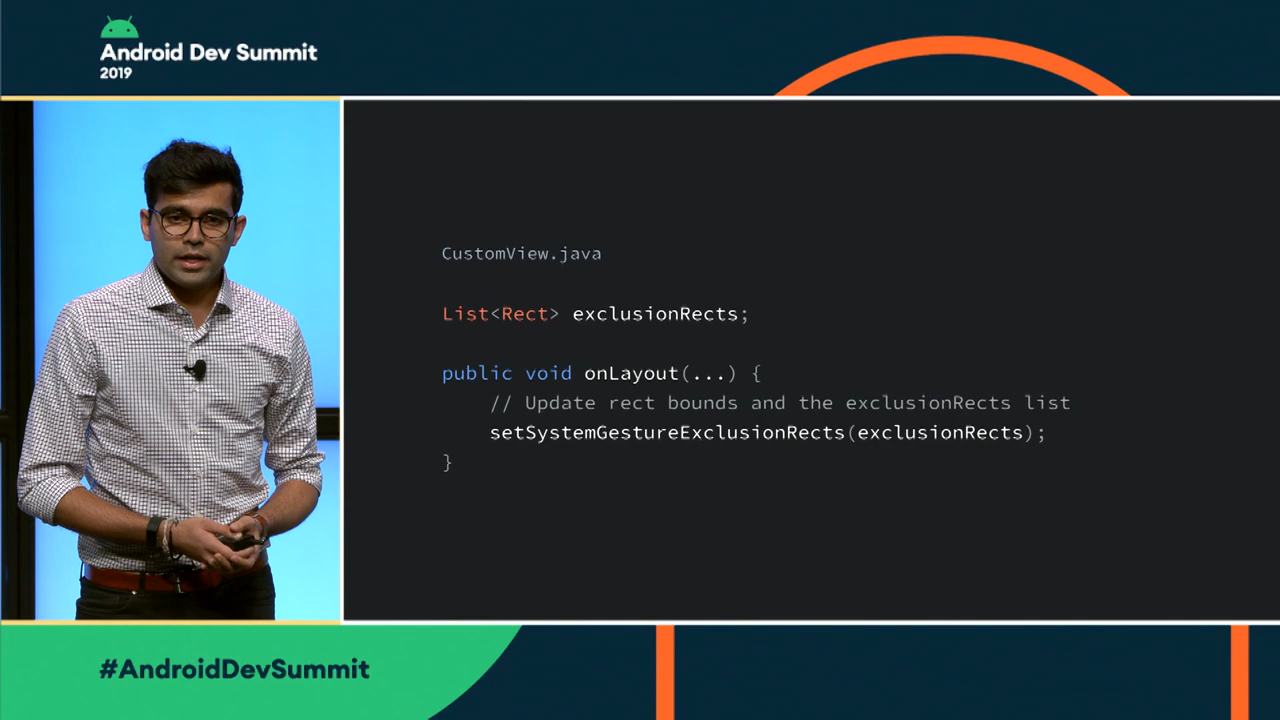 Android Dev Summit
2019
CustomView.java
List<Rect> exclusionRects;
public void onLayout(...) {
// Update rect bounds and the exclusionRects list
setSystemGestureExclusionRects(exclusionRects);
}
#AndroidDevSummit